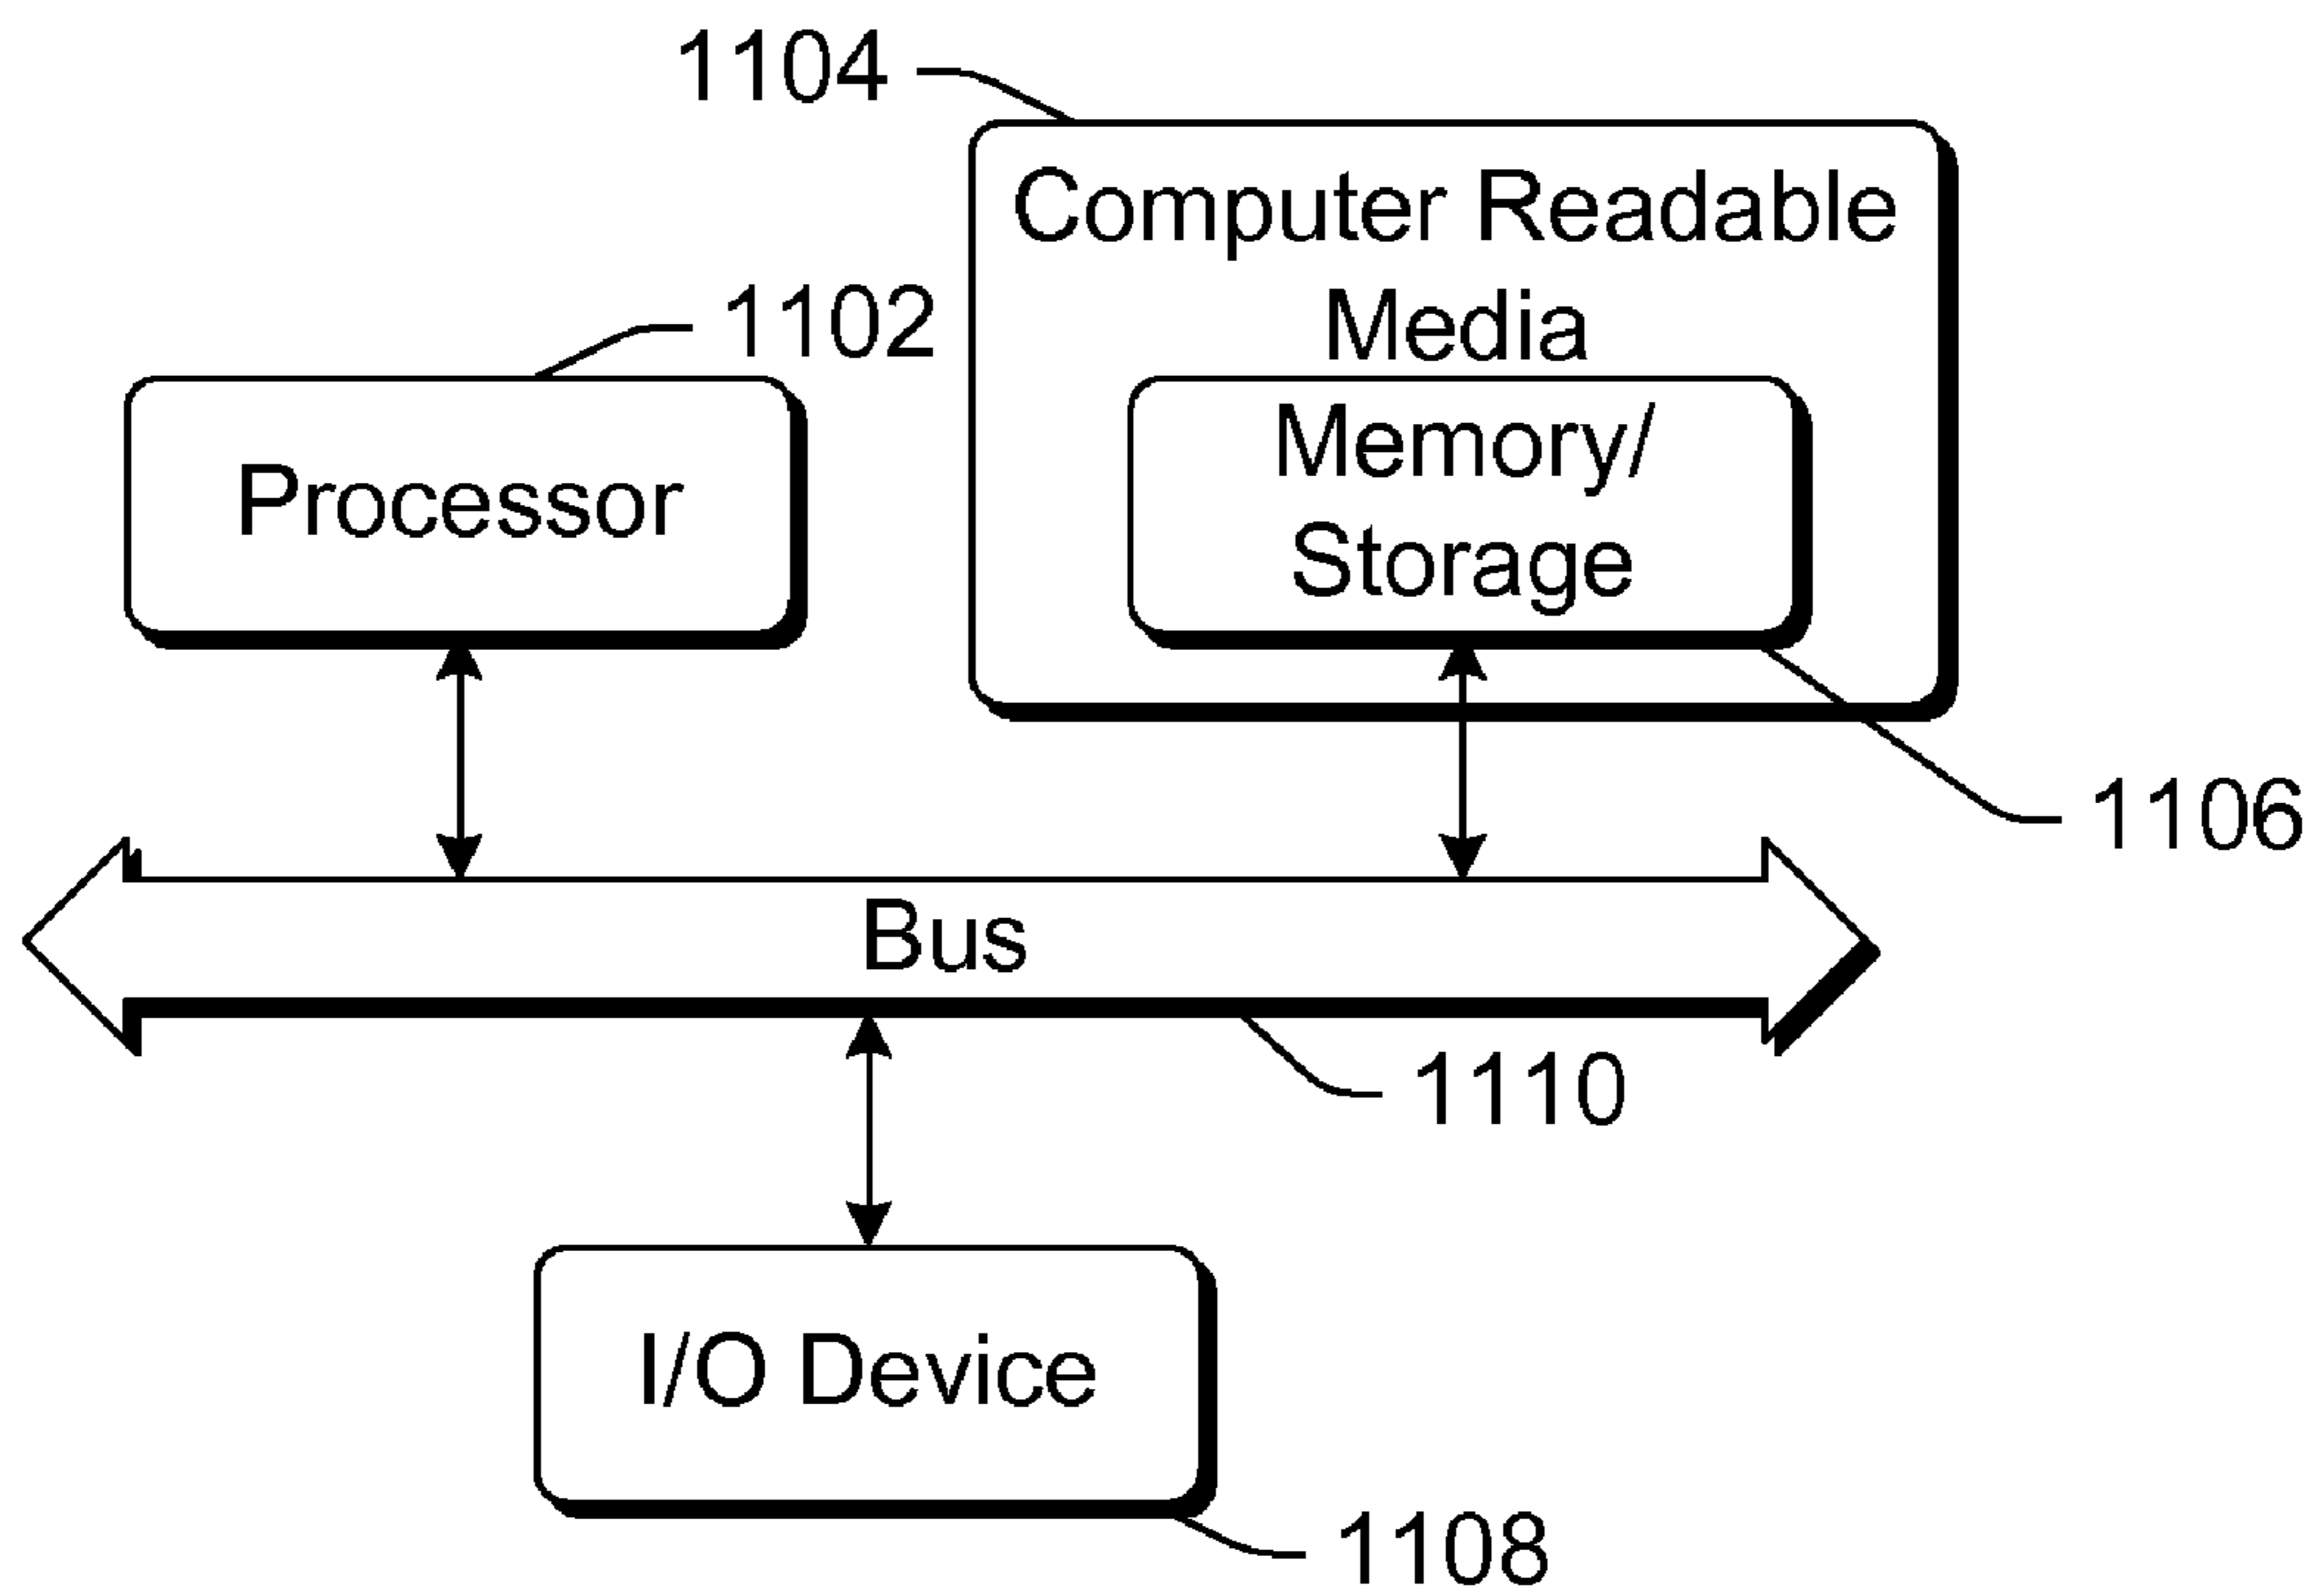 1104
Computer Readable
Media
1102
Processor
Memory/
Storage
1106
Bus
1110
I/O Device
1108